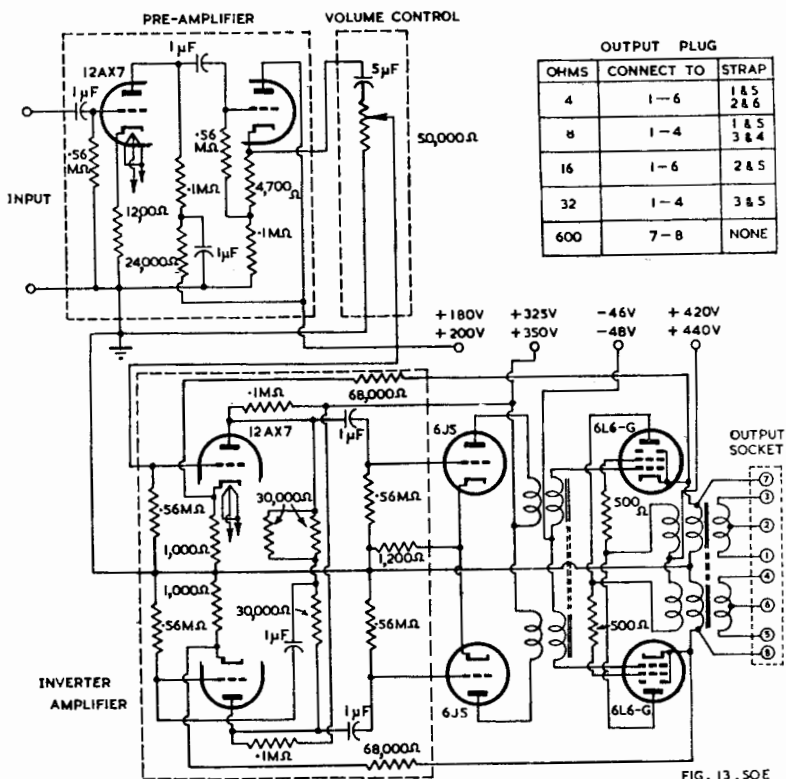 PRE-AMPLIFIER
VOLUME CONTROL
1µF
12AX7
1µF
5µF
.56
MΩ
.56
MΩ
50,000Ω
INPUT
.1MΩ
4,700Ω
1200Ω
1µF
.1MΩ
24,000Ω
OUTPUT PLUG
OHMS CONNECT TO STRAP
4 1-6 1 & 5
2 & 6
8 1-4 1 & 5
3 & 4
16 1-6 2 & 5
32 1-4 3 & 5
600 7-8 NONE
+180V +325V -46V +420V
+200V +350V -48V +440V
.1MΩ
68,000Ω
12AX7
1µF
6J5
6L6-G
OUTPUT
SOCKET
7
3
2
1
4
6
5
8
.56MΩ
30,000Ω
.56MΩ
500
Ω
1,000Ω
1,200Ω
1,000Ω
30,000Ω
.56MΩ
1µF
.56MΩ
500Ω
INVERTER
AMPLIFIER
1µF
6J5
6L6-G
.1MΩ
68,000Ω
FIG. 13. SOE